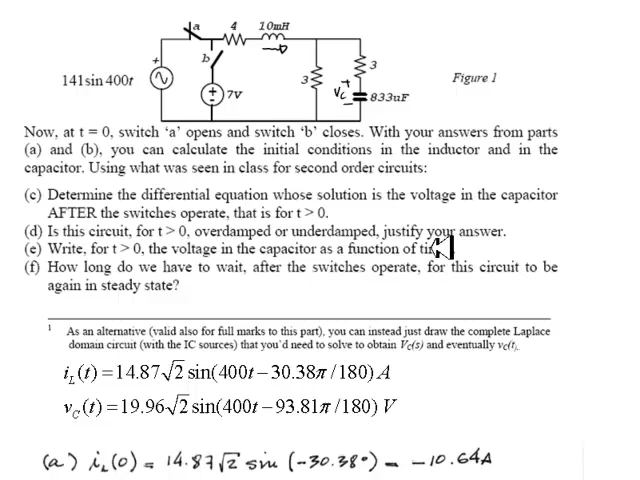 a 4 10mH
b 3
141sin 400t + + 7V 3 Vc + 833uF Figure 1
Now, at t = 0, switch ‘a’ opens and switch ‘b’ closes. With your answers from parts
(a) and (b), you can calculate the initial conditions in the inductor and in the
capacitor. Using what was seen in class for second order circuits:
(c) Determine the differential equation whose solution is the voltage in the capacitor
AFTER the switches operate, that is for t > 0.
(d) Is this circuit, for t > 0, overdamped or underdamped, justify your answer.
(e) Write, for t > 0, the voltage in the capacitor as a function of
(f) How long do we have to wait, after the switches operate, for this circuit to be
again in steady state?
1 As an alternative (valid also for full marks to this part), you can instead just draw the complete Laplace
domain circuit (with the IC sources) that you’d need to solve to obtain Vc(s) and eventually vc(t).
iL(t) = 14.87√2 sin(400t − 30.38π / 180) A
vC(t) = 19.96√2 sin(400t − 93.81π / 180) V
(a) iL(0) = 14.87√2 sin (-30.38°) = -10.64A